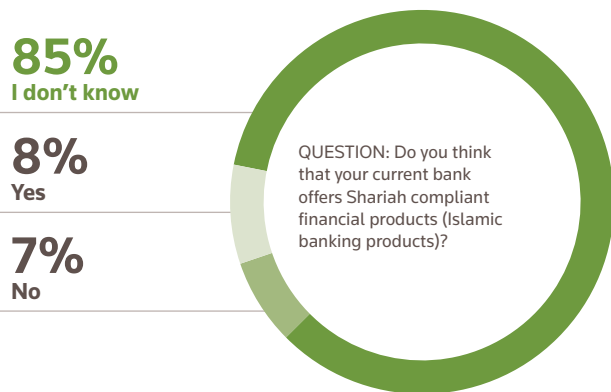 85%
I don't know
8%
Yes
7%
No
QUESTION: Do you think
that your current bank
offers Shariah compliant
financial products (Islamic
banking products)?